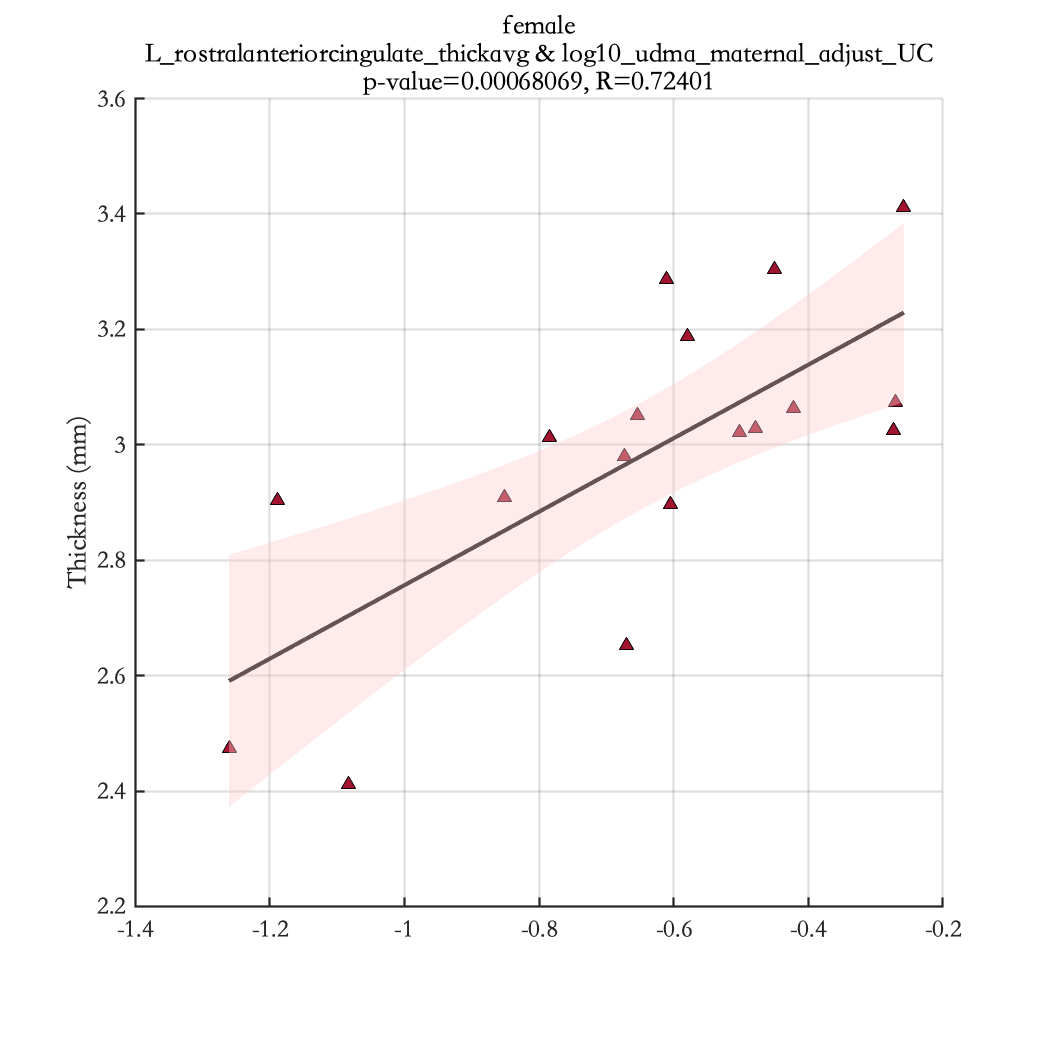 female
L_rostralanteriorcingulate_thickavg & log10_udma_maternal_adjust_UC
p-value=0.00068069, R=0.72401
3.6
3.4
3.2
3
2.8
2.6
2.4
2.2
Thickness (mm)
-1.4 -1.2 -1 -0.8 -0.6 -0.4 -0.2